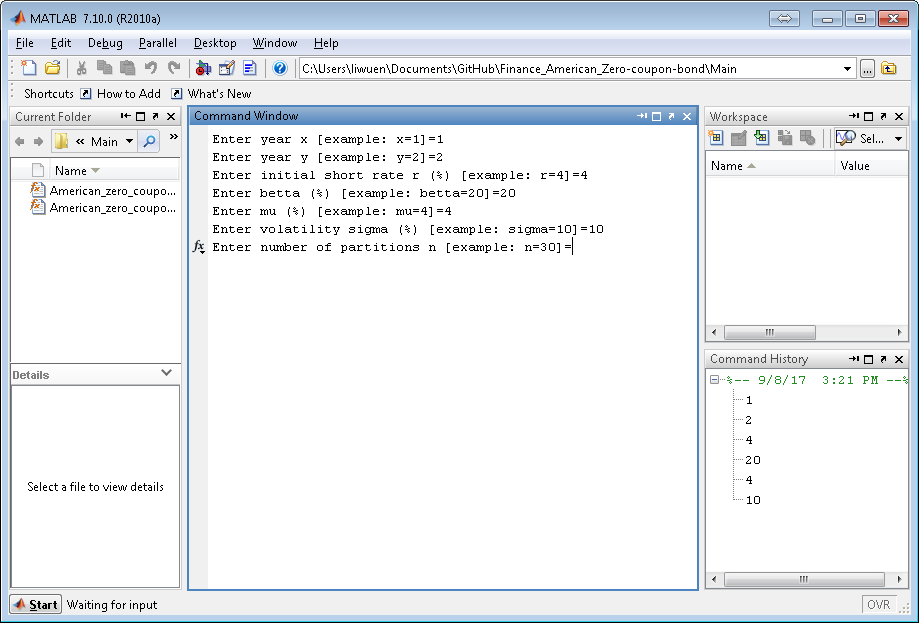 MATLAB 7.10.0 (R2010a)
File Edit Debug Parallel Desktop Window Help
C:\Users\liwuen\Documents\GitHub\Finance_American_Zero-coupon-bond\Main
...
Shortcuts How to Add What's New
Current Folder
« Main »
Name
American_zero_coupo...
American_zero_coupo...
Details
Select a file to view details
Command Window
Enter year x [example: x=1]=1
Enter year y [example: y=2]=2
Enter initial short rate r (%) [example: r=4]=4
Enter betta (%) [example: betta=20]=20
Enter mu (%) [example: mu=4]=4
Enter volatility sigma (%) [example: sigma=10]=10
fx Enter number of partitions n [example: n=30]=
Workspace
Sel...
Name Value
Command History
%-- 9/8/17 3:21 PM --%
1
2
4
20
4
10
Start Waiting for input
OVR